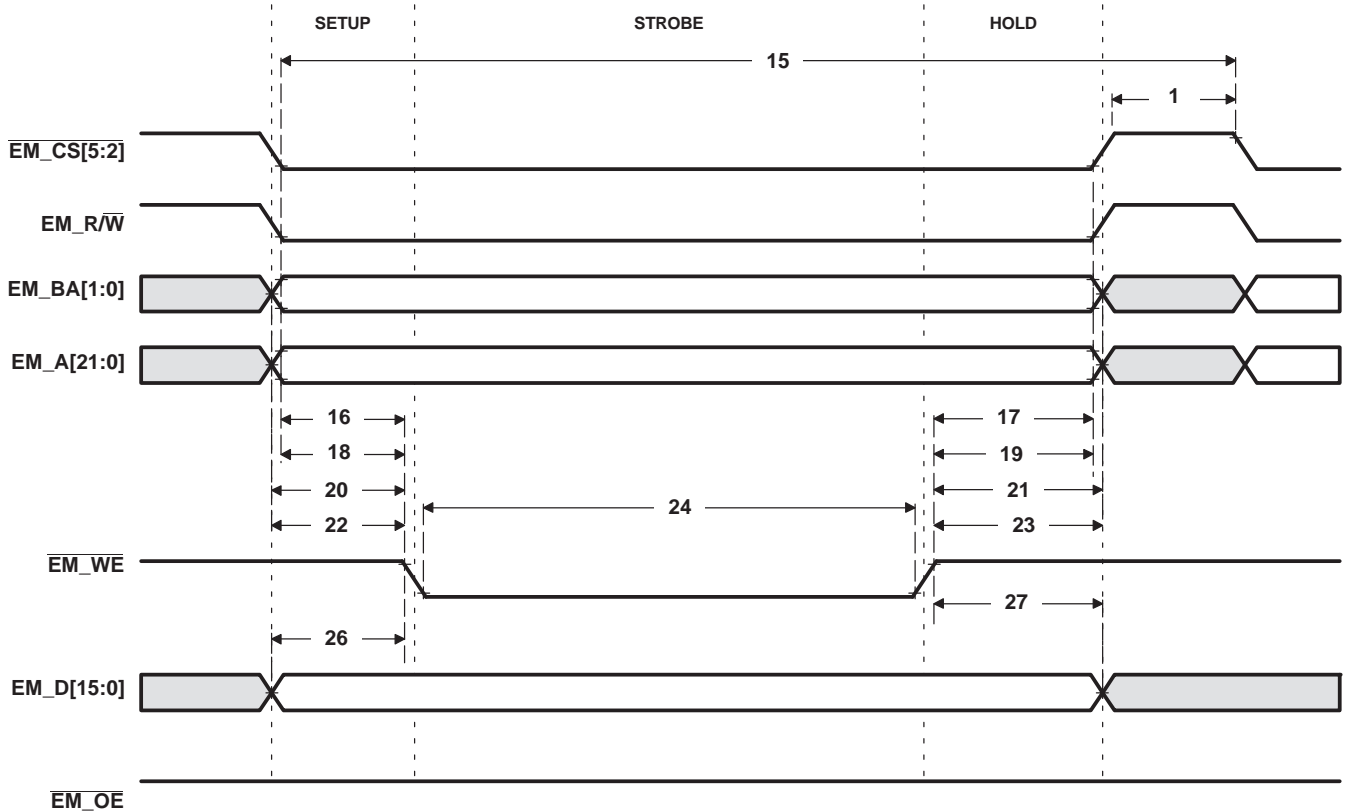 SETUP STROBE HOLD
15
1
EM_CS[5:2]
EM_R/W
EM_BA[1:0]
EM_A[21:0]
16 17
18 19
20 21
24
22 23
EM_WE
27
26
EM_D[15:0]
EM_OE